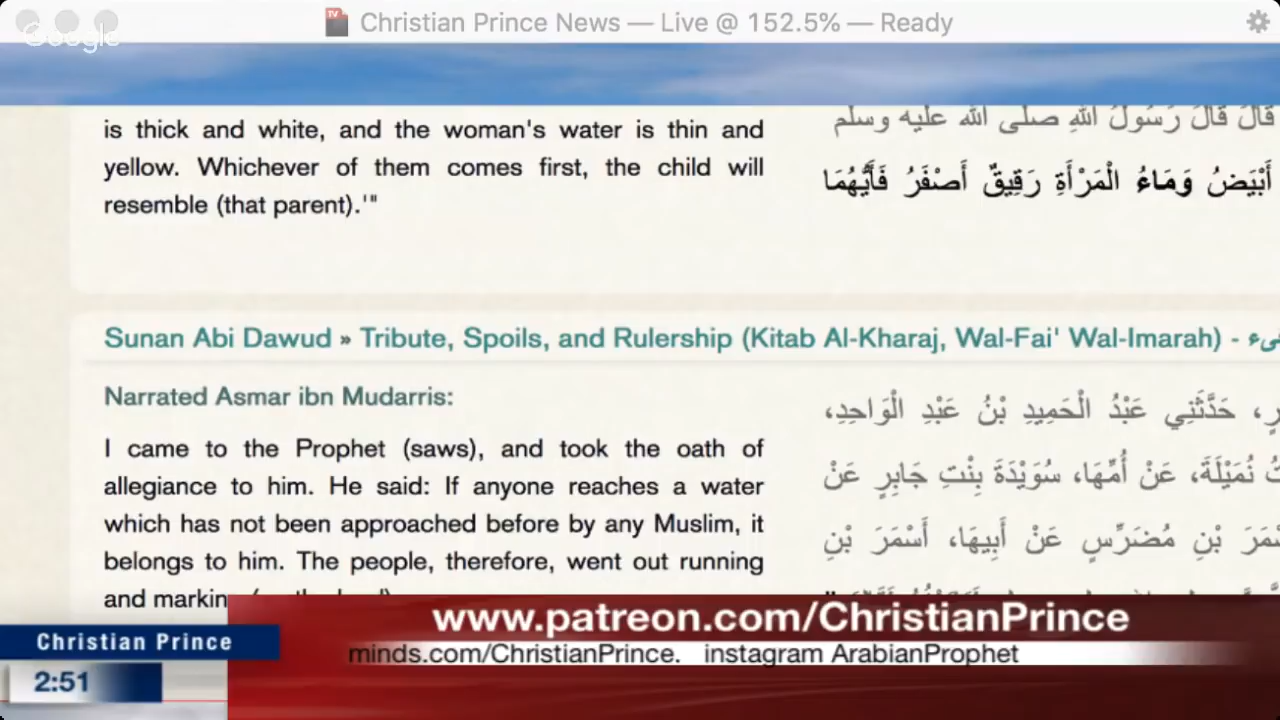 Christian Prince News — Live @ 152.5% — Ready
Google
is thick and white, and the woman's water is thin and
yellow. Whichever of them comes first, the child will
resemble (that parent).'"
قَالَ قَالَ رَسُولُ اللَّهِ صلى الله عليه وسلم
أَبْيَضُ وَمَاءُ الْمَرْأَةِ رَقِيقٌ أَصْفَرُ فَأَيُّهُمَا
Sunan Abi Dawud » Tribute, Spoils, and Rulership (Kitab Al-Kharaj, Wal-Fai' Wal-Imarah) -
Narrated Asmar ibn Mudarris:
I came to the Prophet (saws), and took the oath of
allegiance to him. He said: If anyone reaches a water
which has not been approached before by any Muslim, it
belongs to him. The people, therefore, went out running
and markin
حَدَّثَنِي عَبْدُ الْحَمِيدِ بْنُ عَبْدِ الْوَاحِدِ،
نُمَيْلَةَ، عَنْ أُمِّهَا، سُوَيْدَةَ بِنْتِ جَابِرٍ عَنْ
بْنِ مُضَرِّسٍ عَنْ أَبِيهَا، أَسْمَرَ بْنِ
www.patreon.com/ChristianPrince
minds.com/ChristianPrince. instagram ArabianProphet
Christian Prince
2:51